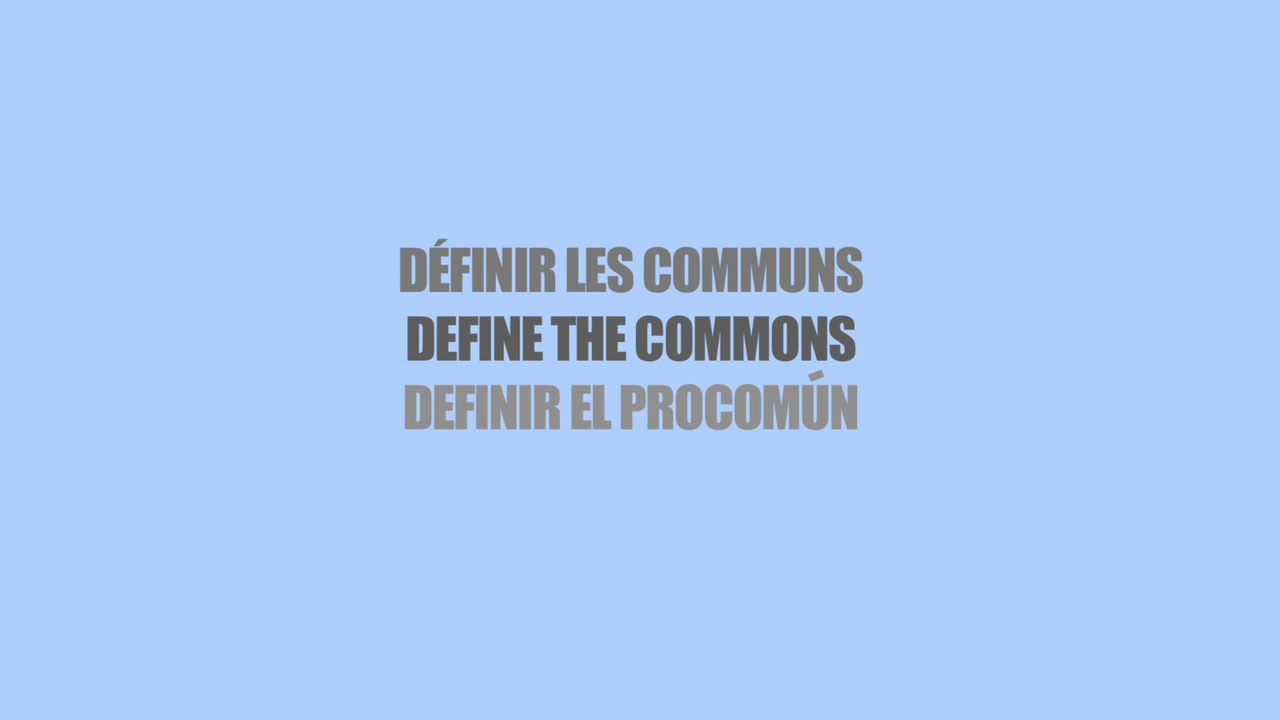 DÉFINIR LES COMMUNS
DEFINE THE COMMONS
DEFINIR EL PROCOMÚN